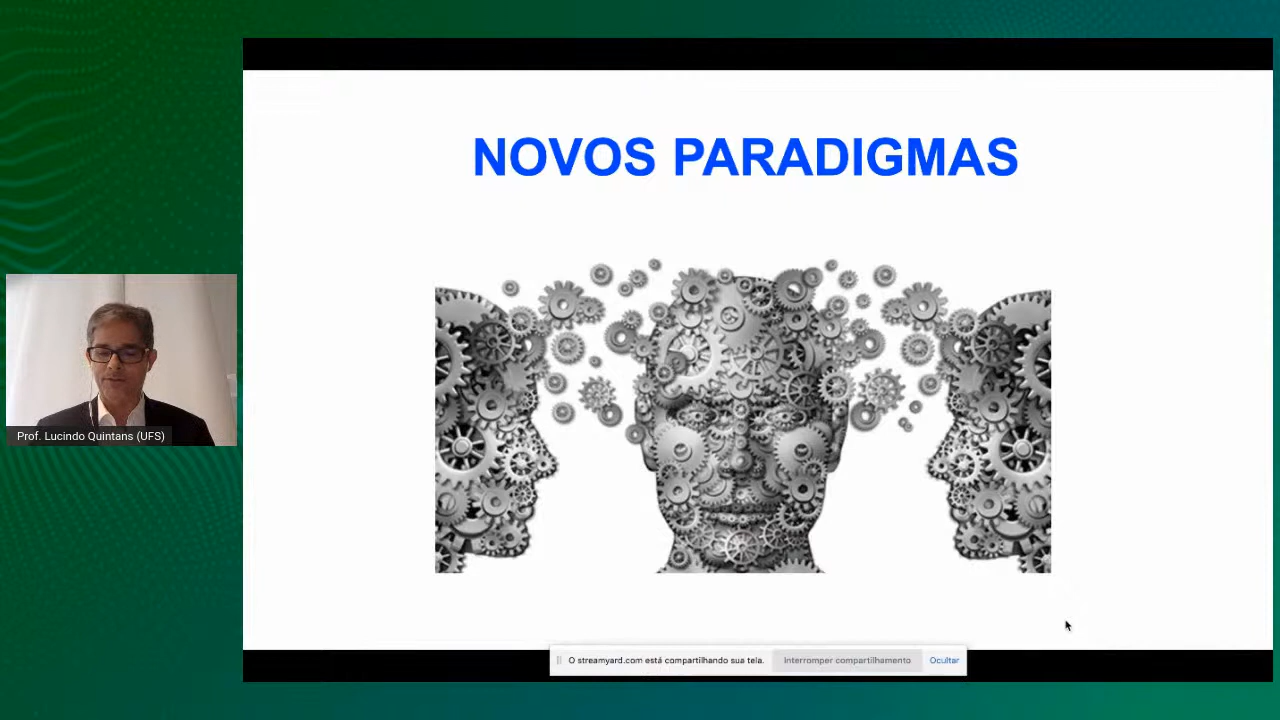 NOVOS PARADIGMAS
Prof. Lucindo Quintans (UFS)
O streamyard.com está compartilhando sua tela.
Interromper compartilhamento
Ocultar